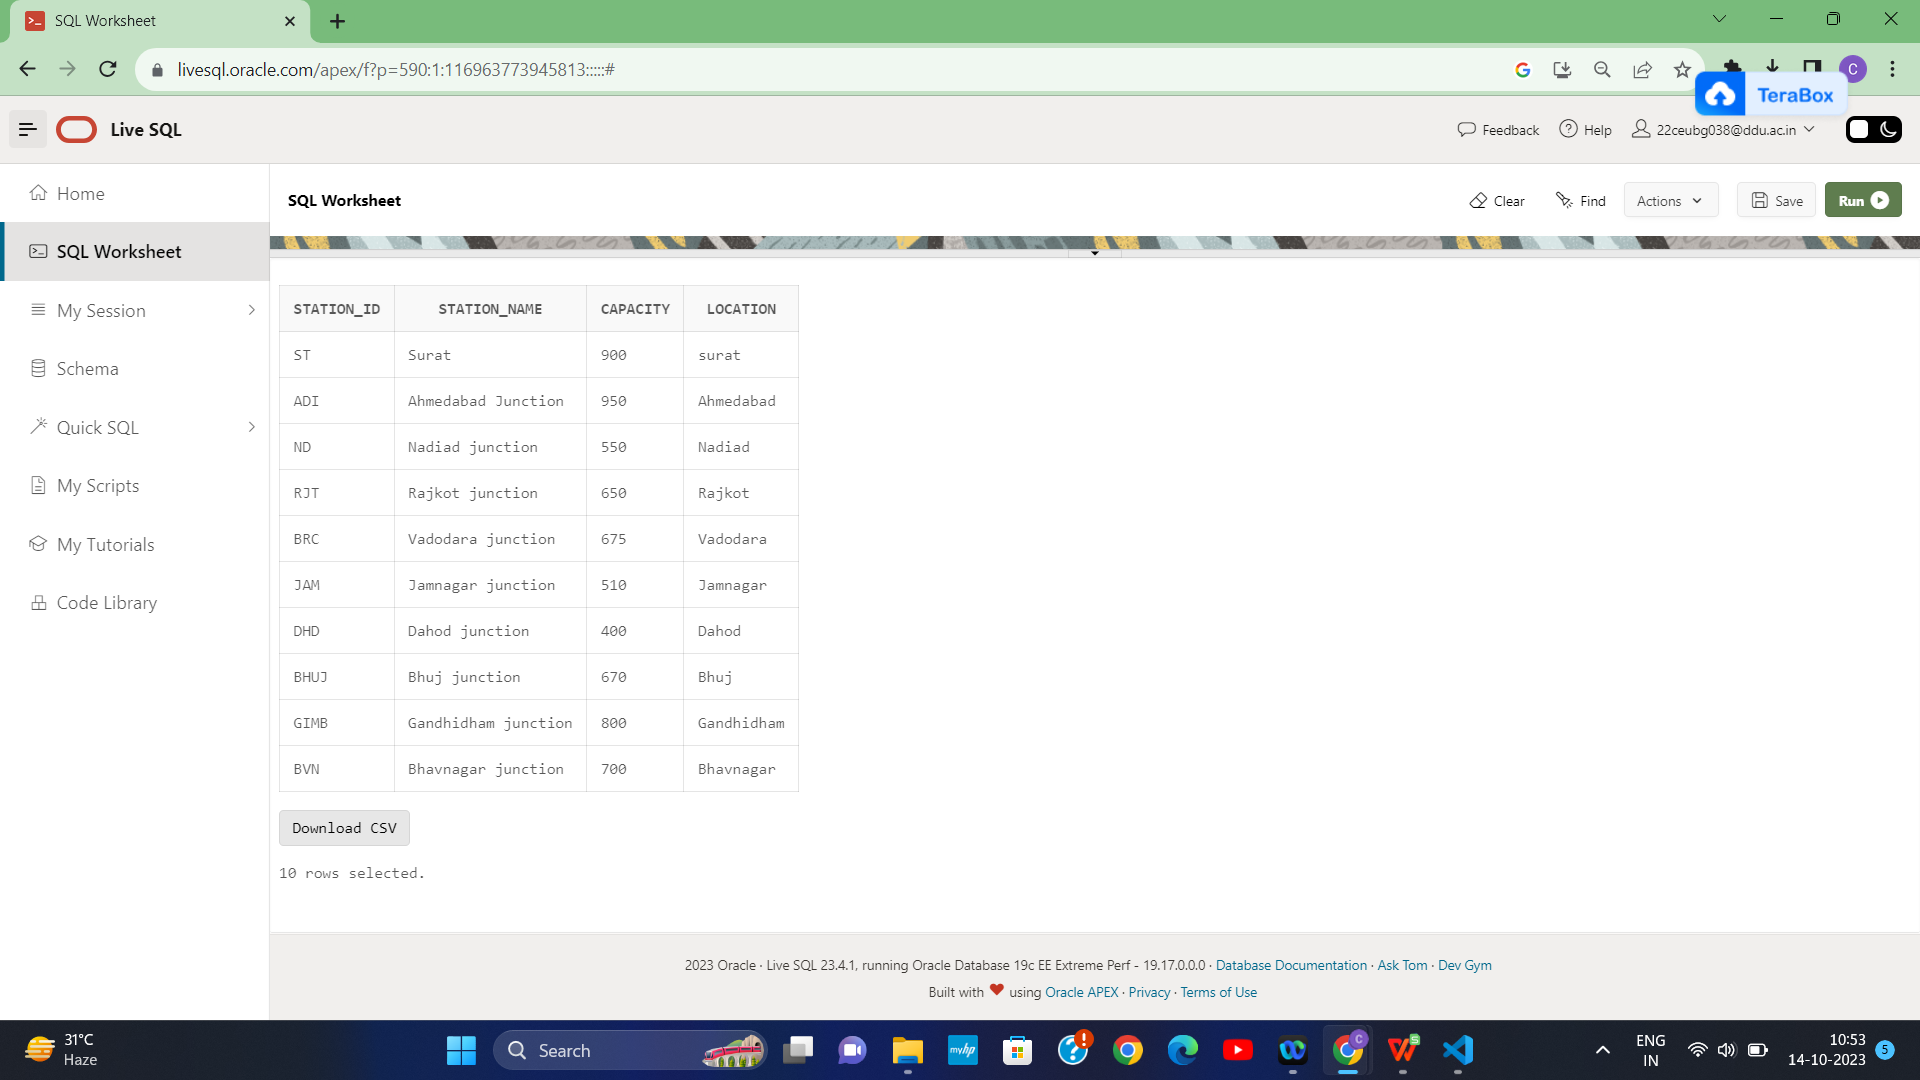 SQL Worksheet
livesql.oracle.com/apex/f?p=590:1:116963773945813:::::#
C
TeraBox
Live SQL
Feedback
Help
22ceubg038@ddu.ac.in
Home
SQL Worksheet
My Session
Schema
Quick SQL
My Scripts
My Tutorials
Code Library
SQL Worksheet
Clear
Find
Actions
Save
Run
STATION_ID STATION_NAME CAPACITY LOCATION
ST Surat 900 surat
ADI Ahmedabad Junction 950 Ahmedabad
ND Nadiad junction 550 Nadiad
RJT Rajkot junction 650 Rajkot
BRC Vadodara junction 675 Vadodara
JAM Jamnagar junction 510 Jamnagar
DHD Dahod junction 400 Dahod
BHUJ Bhuj junction 670 Bhuj
GIMB Gandhidham junction 800 Gandhidham
BVN Bhavnagar junction 700 Bhavnagar
Download CSV
10 rows selected.
2023 Oracle · Live SQL 23.4.1, running Oracle Database 19c EE Extreme Perf - 19.17.0.0.0 · Database Documentation · Ask Tom · Dev Gym
Built with ❤ using Oracle APEX · Privacy · Terms of Use
31°C
Haze
Search
myhp
C
S
ENG
IN
10:53
14-10-2023
5